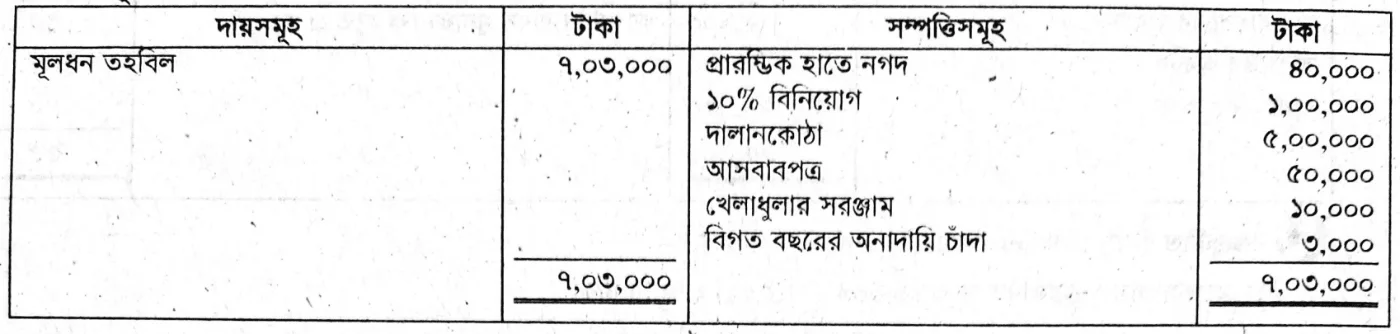 দায়সমূহ টাকা সম্পত্তিসমূহ টাকা
মূলধন তহবিল ৭,০৩,০০০ প্রারম্ভিক হাতে নগদ ৪০,০০০
১০% বিনিয়োগ ১,০০,০০০
দালানকোঠা ৫,০০,০০০
আসবাবপত্র ৫০,০০০
খেলাধুলার সরঞ্জাম ১০,০০০
বিগত বছরের অনাদায়ি চাঁদা ৩,০০০
৭,০৩,০০০ ৭,০৩,০০০